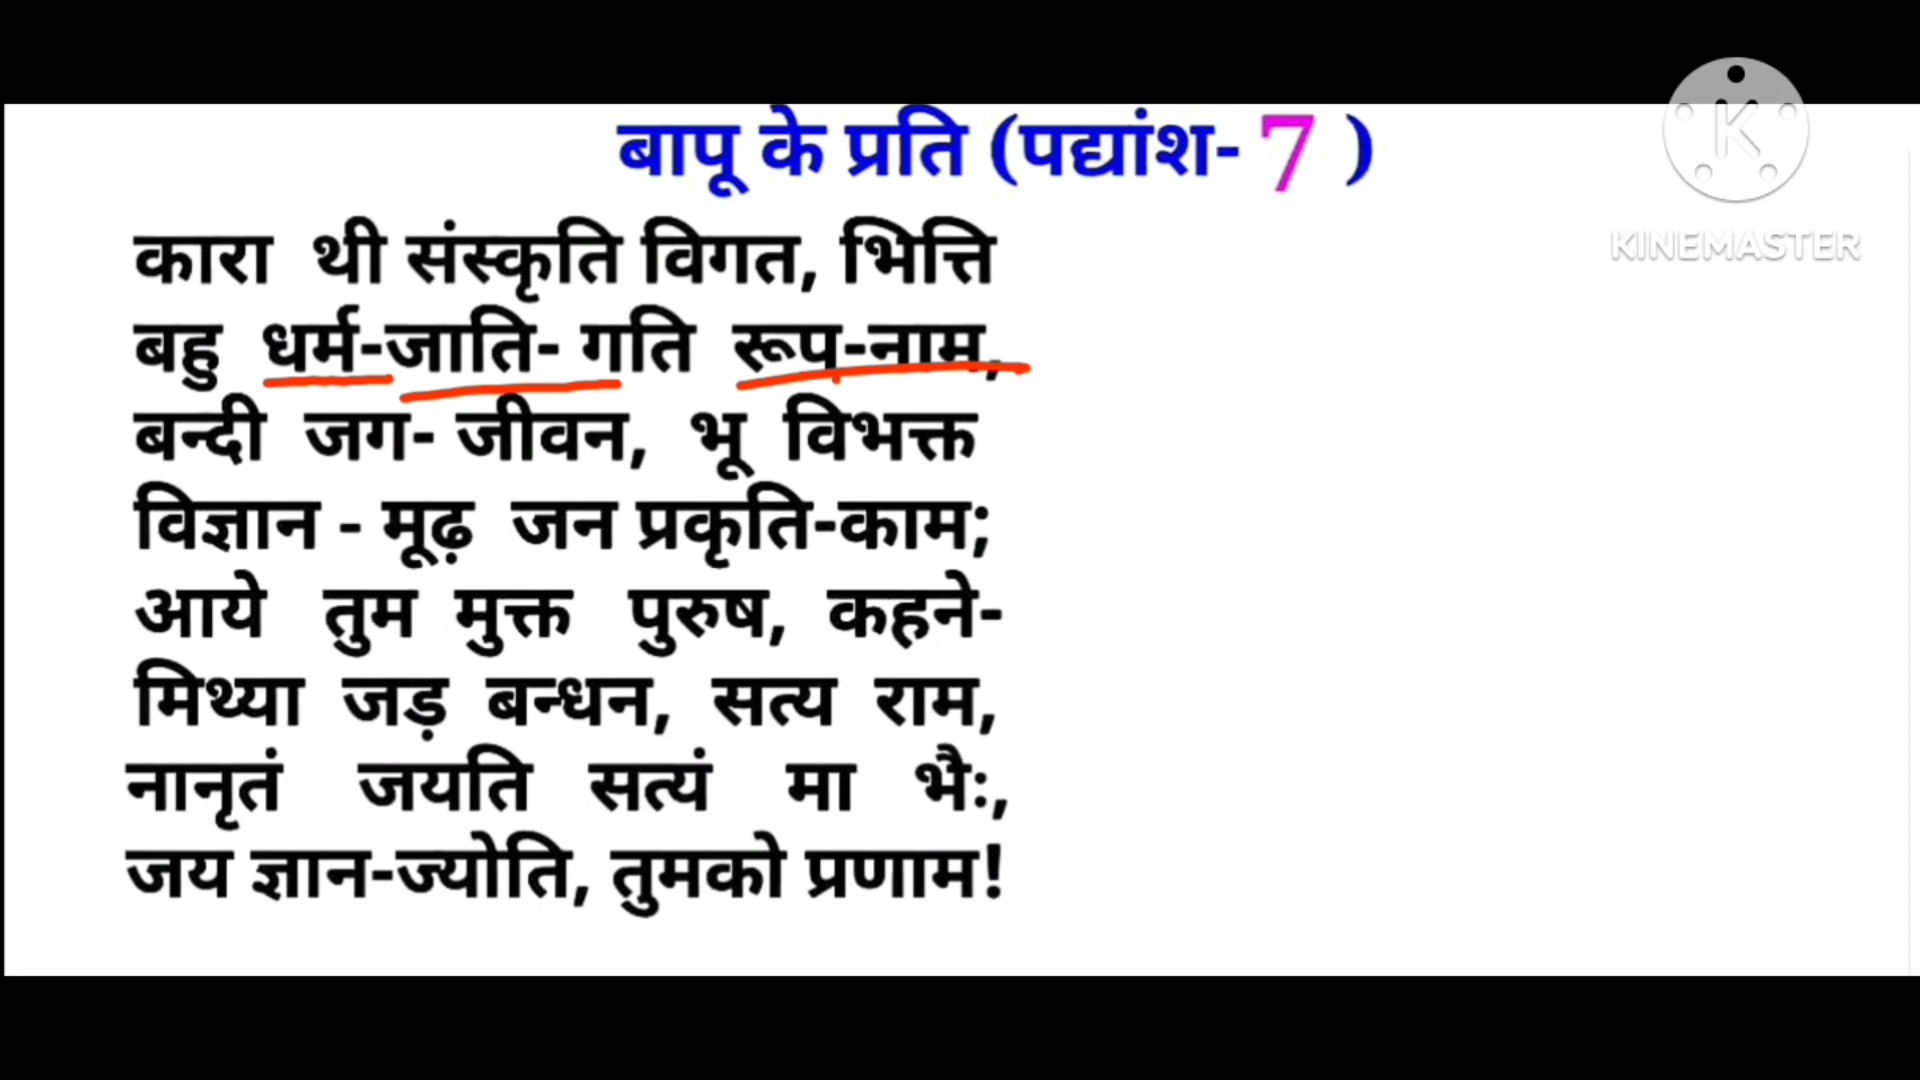 बापू के प्रति (पद्यांश- 7 )
K
KINEMASTER
कारा थी संस्कृति विगत, भित्ति
बहु धर्म-जाति- गति रूप-नाम,
बन्दी जग- जीवन, भू विभक्त
विज्ञान - मूढ़ जन प्रकृति-काम;
आये तुम मुक्त पुरुष, कहने-
मिथ्या जड़ बन्धन, सत्य राम,
नानृतं जयति सत्यं मा भैः,
जय ज्ञान-ज्योति, तुमको प्रणाम!